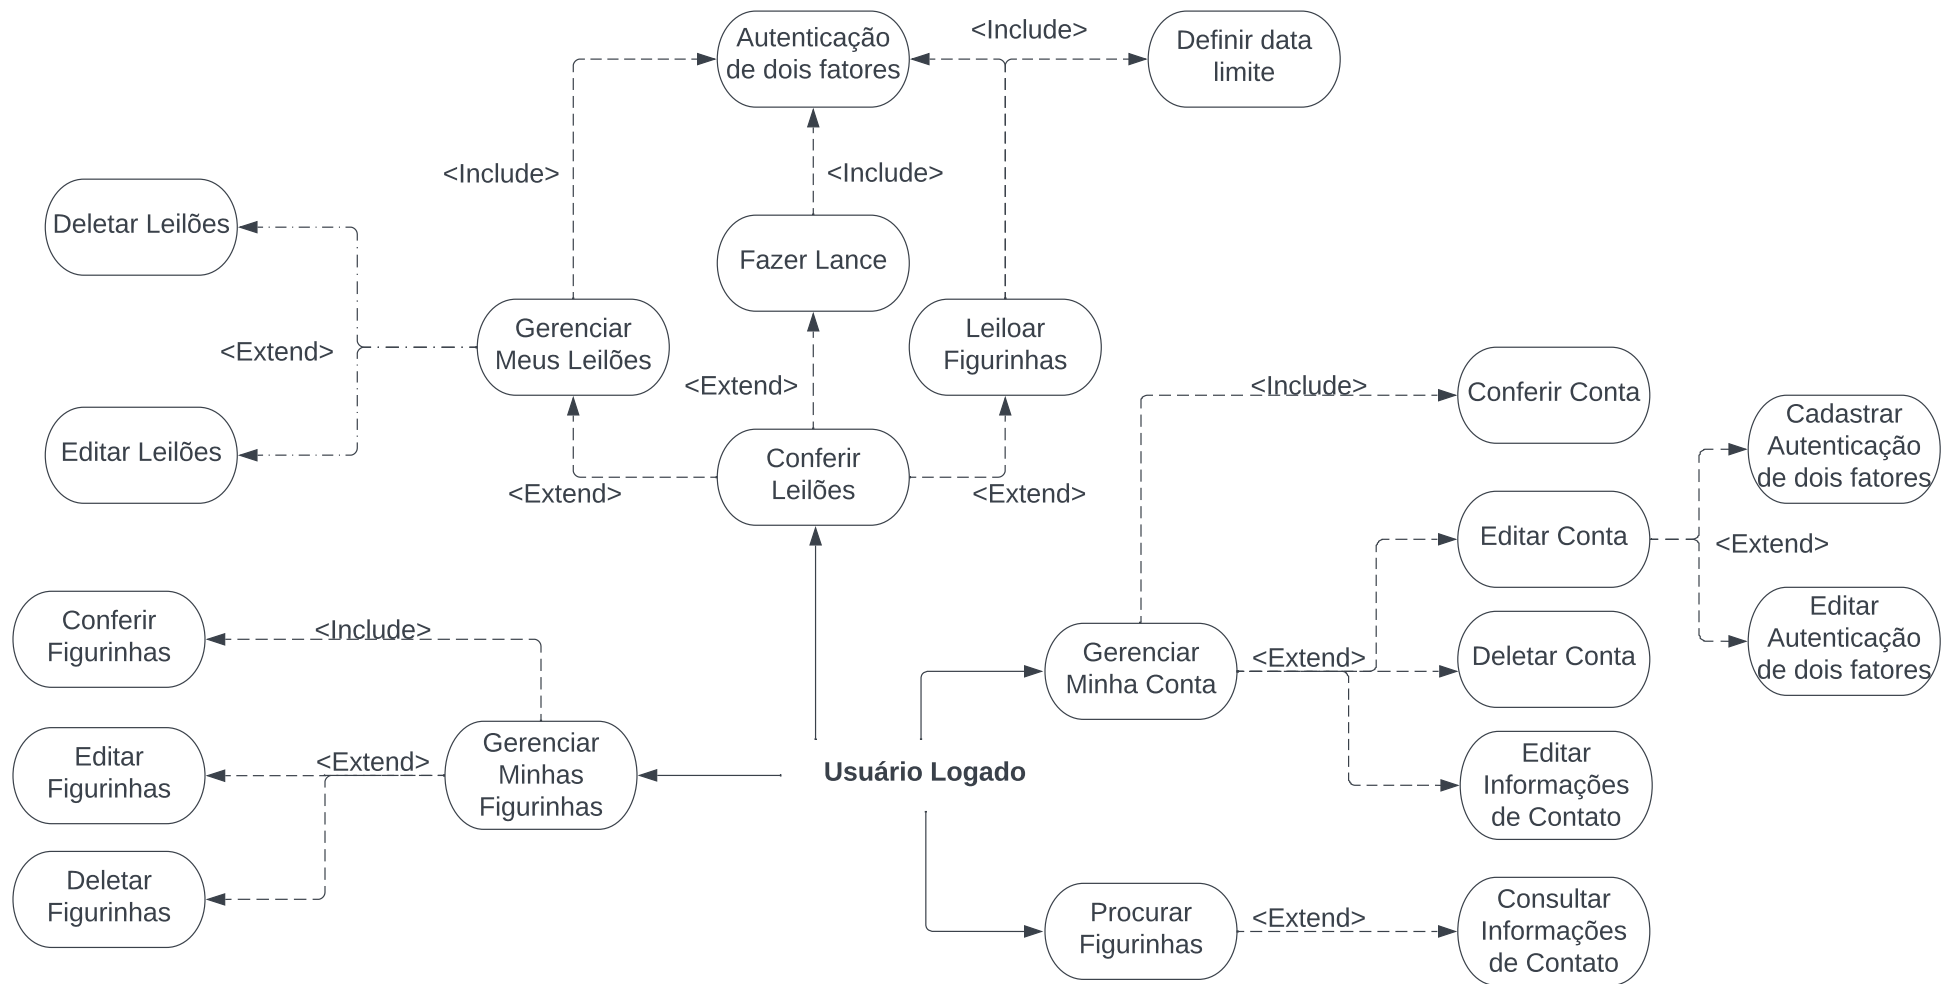 Autenticação
de dois fatores
<Include>
Definir data
limite
<Include>
<Include>
Deletar Leilões
Fazer Lance
Gerenciar
Meus Leilões
Leiloar
Figurinhas
<Extend>
<Extend>
<Include>
Conferir Conta
Editar Leilões
Conferir
Leilões
<Extend>
<Extend>
Cadastrar
Autenticação
de dois fatores
Editar Conta
<Extend>
Editar
Autenticação
de dois fatores
Conferir
Figurinhas
<Include>
Gerenciar
Minha Conta
<Extend>
Deletar Conta
Editar
Figurinhas
<Extend>
Gerenciar
Minhas
Figurinhas
Usuário Logado
Editar
Informações
de Contato
Deletar
Figurinhas
Procurar
Figurinhas
<Extend>
Consultar
Informações
de Contato